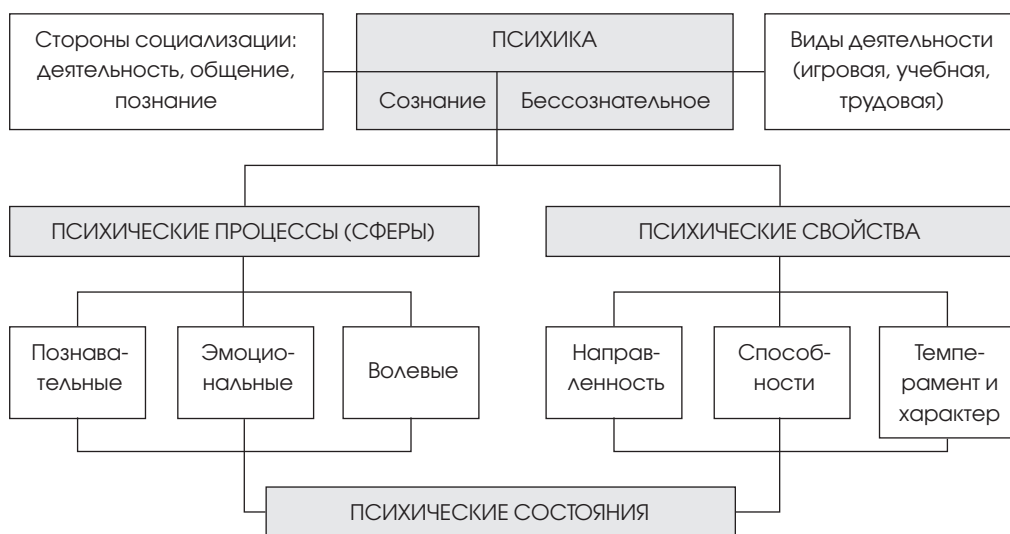 Стороны социализации:
деятельность, общение,
познание
ПСИХИКА
Сознание
Бессознательное
Виды деятельности
(игровая, учебная,
трудовая)
ПСИХИЧЕСКИЕ ПРОЦЕССЫ (СФЕРЫ)
ПСИХИЧЕСКИЕ СВОЙСТВА
Познава-
тельные
Эмоцио-
нальные
Волевые
Направ-
ленность
Способ-
ности
Темпе-
рамент и
характер
ПСИХИЧЕСКИЕ СОСТОЯНИЯ